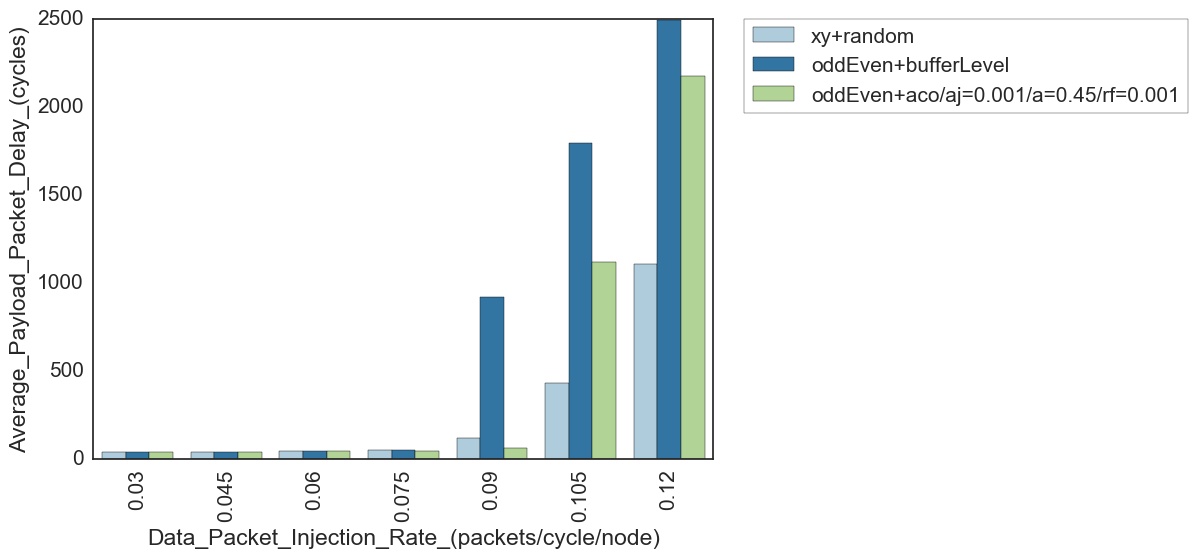 Average_Payload_Packet_Delay_(cycles)
2500
2000
1500
1000
500
0
0.03
0.045
0.06
0.075
0.09
0.105
0.12
Data_Packet_Injection_Rate_(packets/cycle/node)
xy+random
oddEven+bufferLevel
oddEven+aco/aj=0.001/a=0.45/rf=0.001